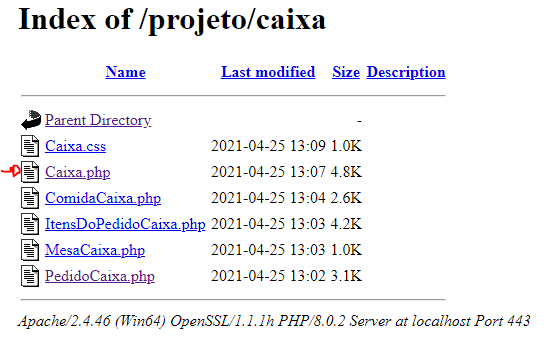 Index of /projeto/caixa
Name Last modified Size Description
Parent Directory -
Caixa.css 2021-04-25 13:09 1.0K
Caixa.php 2021-04-25 13:07 4.8K
ComidaCaixa.php 2021-04-25 13:04 2.6K
ItensDoPedidoCaixa.php 2021-04-25 13:03 4.2K
MesaCaixa.php 2021-04-25 13:03 1.0K
PedidoCaixa.php 2021-04-25 13:02 3.1K
Apache/2.4.46 (Win64) OpenSSL/1.1.1h PHP/8.0.2 Server at localhost Port 443